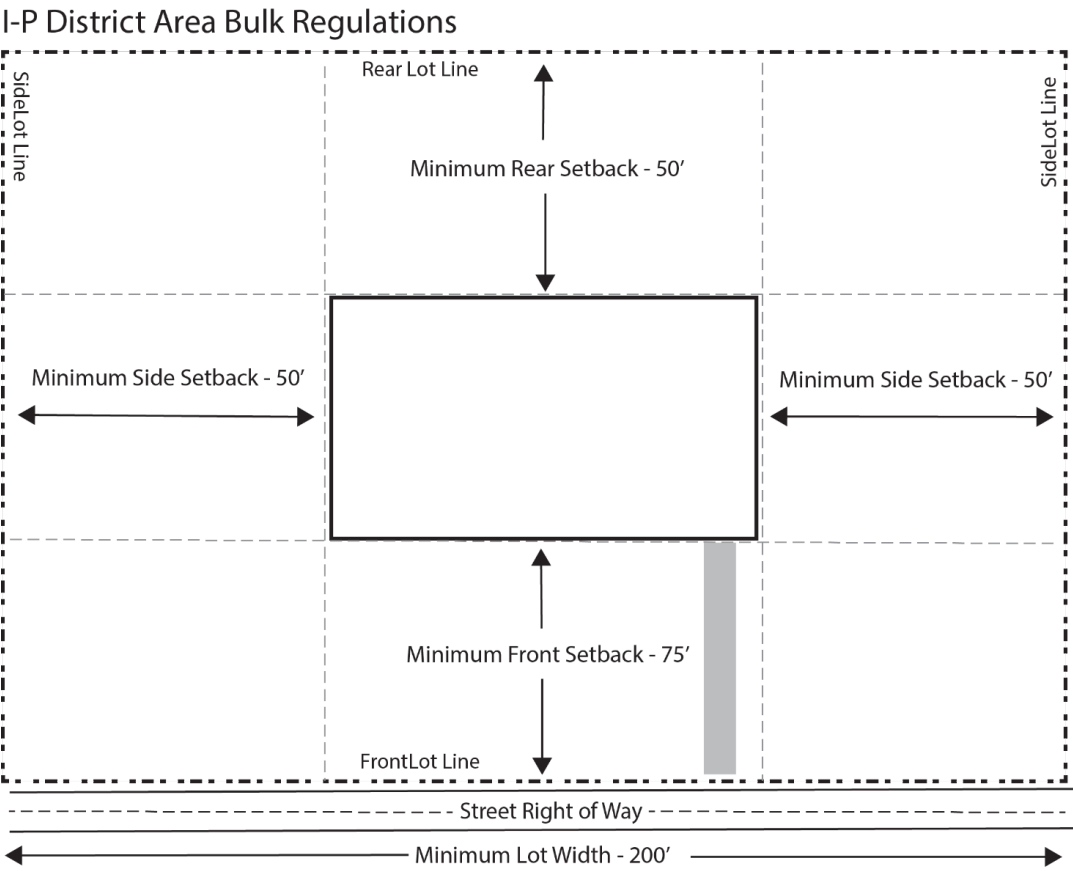 I-P District Area Bulk Regulations
Rear Lot Line
SideLot Line
SideLot Line
Minimum Rear Setback - 50’
Minimum Side Setback - 50’
Minimum Side Setback - 50’
Minimum Front Setback - 75’
FrontLot Line
Street Right of Way
Minimum Lot Width - 200’